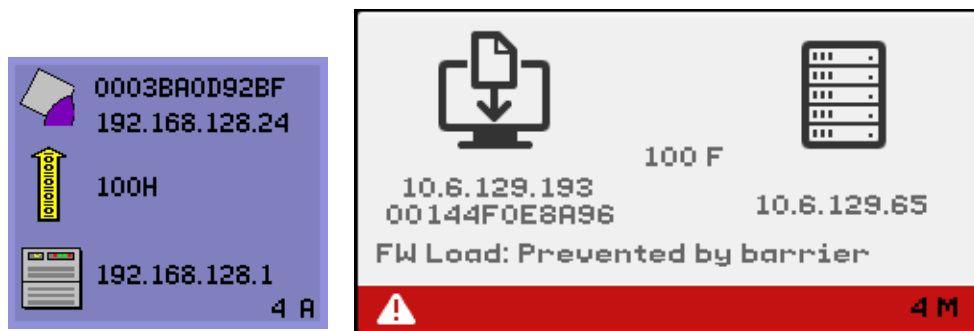 0003BA0D92BF
192.168.128.24
100H
192.168.128.1
4 A
100 F
10.6.129.193
00144F0E8A96
10.6.129.65
FW Load: Prevented by barrier
4 M